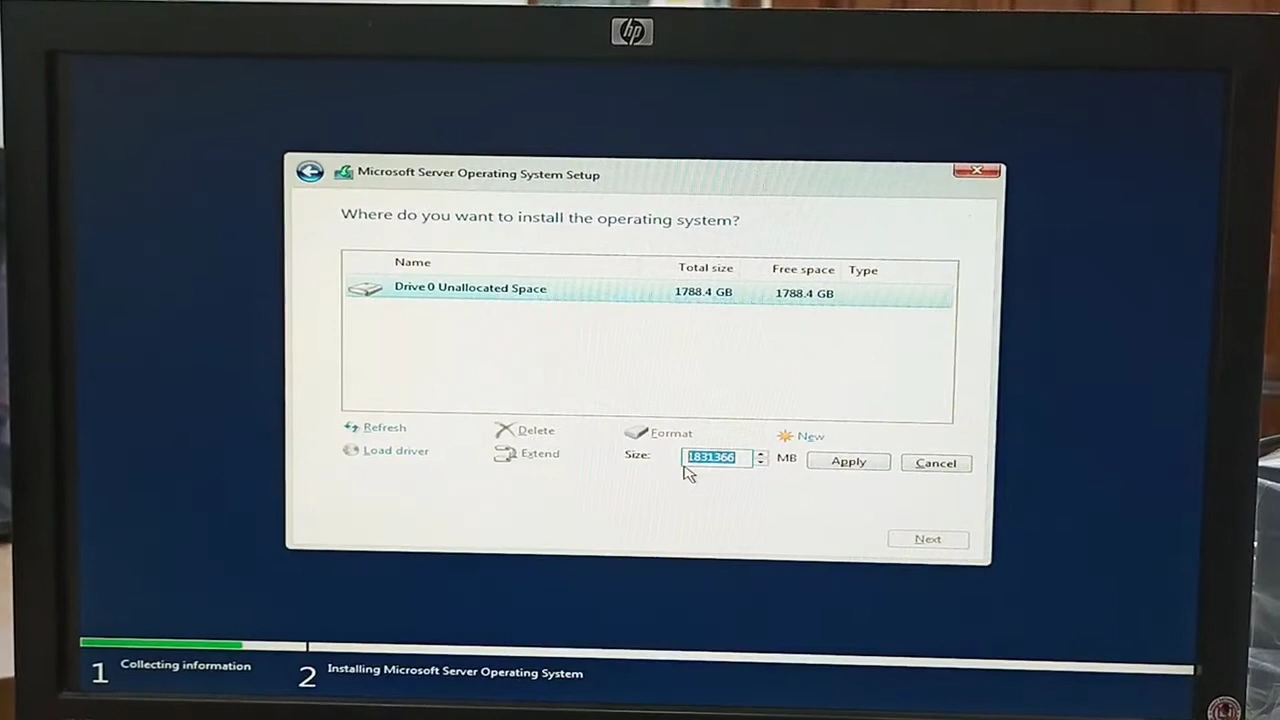 hp
Microsoft Server Operating System Setup
Where do you want to install the operating system?
Name Total size Free space Type
Drive 0 Unallocated Space 1788.4 GB 1788.4 GB
Refresh Delete Format New
Load driver Extend Size: 1831366 MB Apply Cancel
Next
1 Collecting information 2 Installing Microsoft Server Operating System